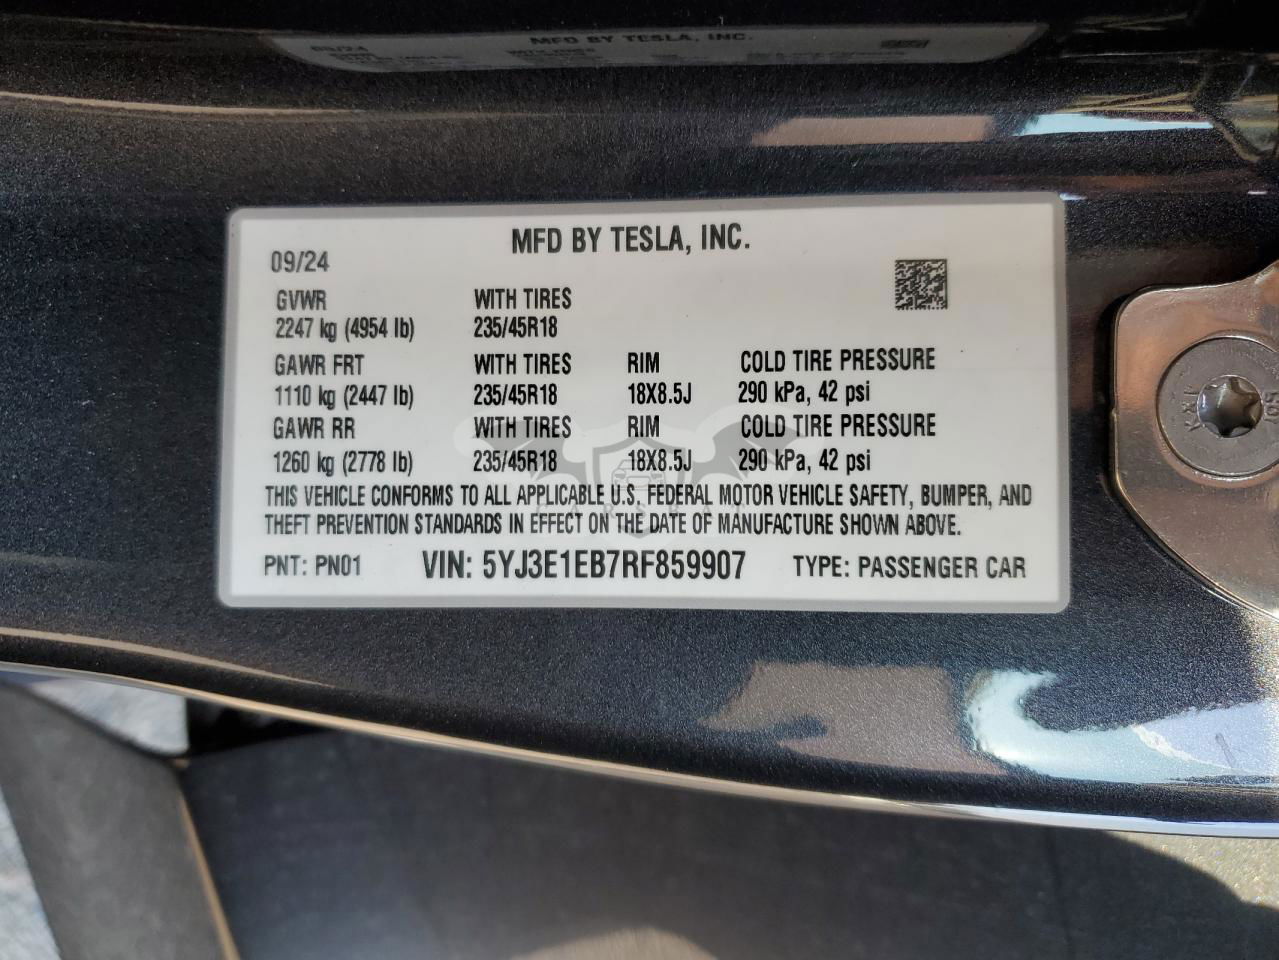 MFD BY TESLA, INC.
MFD BY TESLA, INC.
09/24
GVWR WITH TIRES
2247 kg (4954 lb) 235/45R18
GAWR FRT WITH TIRES RIM COLD TIRE PRESSURE
1110 kg (2447 lb) 235/45R18 18X8.5J 290 kPa, 42 psi
GAWR RR WITH TIRES RIM COLD TIRE PRESSURE
1260 kg (2778 lb) 235/45R18 18X8.5J 290 kPa, 42 psi
THIS VEHICLE CONFORMS TO ALL APPLICABLE U.S. FEDERAL MOTOR VEHICLE SAFETY, BUMPER, AND
THEFT PREVENTION STANDARDS IN EFFECT ON THE DATE OF MANUFACTURE SHOWN ABOVE.
PNT: PN01 VIN: 5YJ3E1EB7RF859907 TYPE: PASSENGER CAR